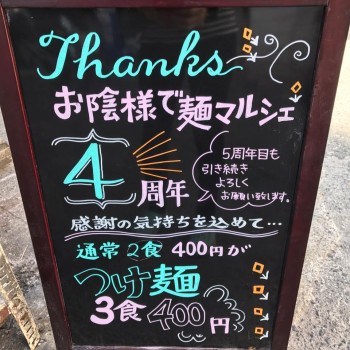 Thanks
お陰様で麺マルシェ
4周年
5周年目も
引き続き
よろしく
お願い致します。
感謝の気持ちを込めて…
通常2食 400円が
つけ麺
3食400円